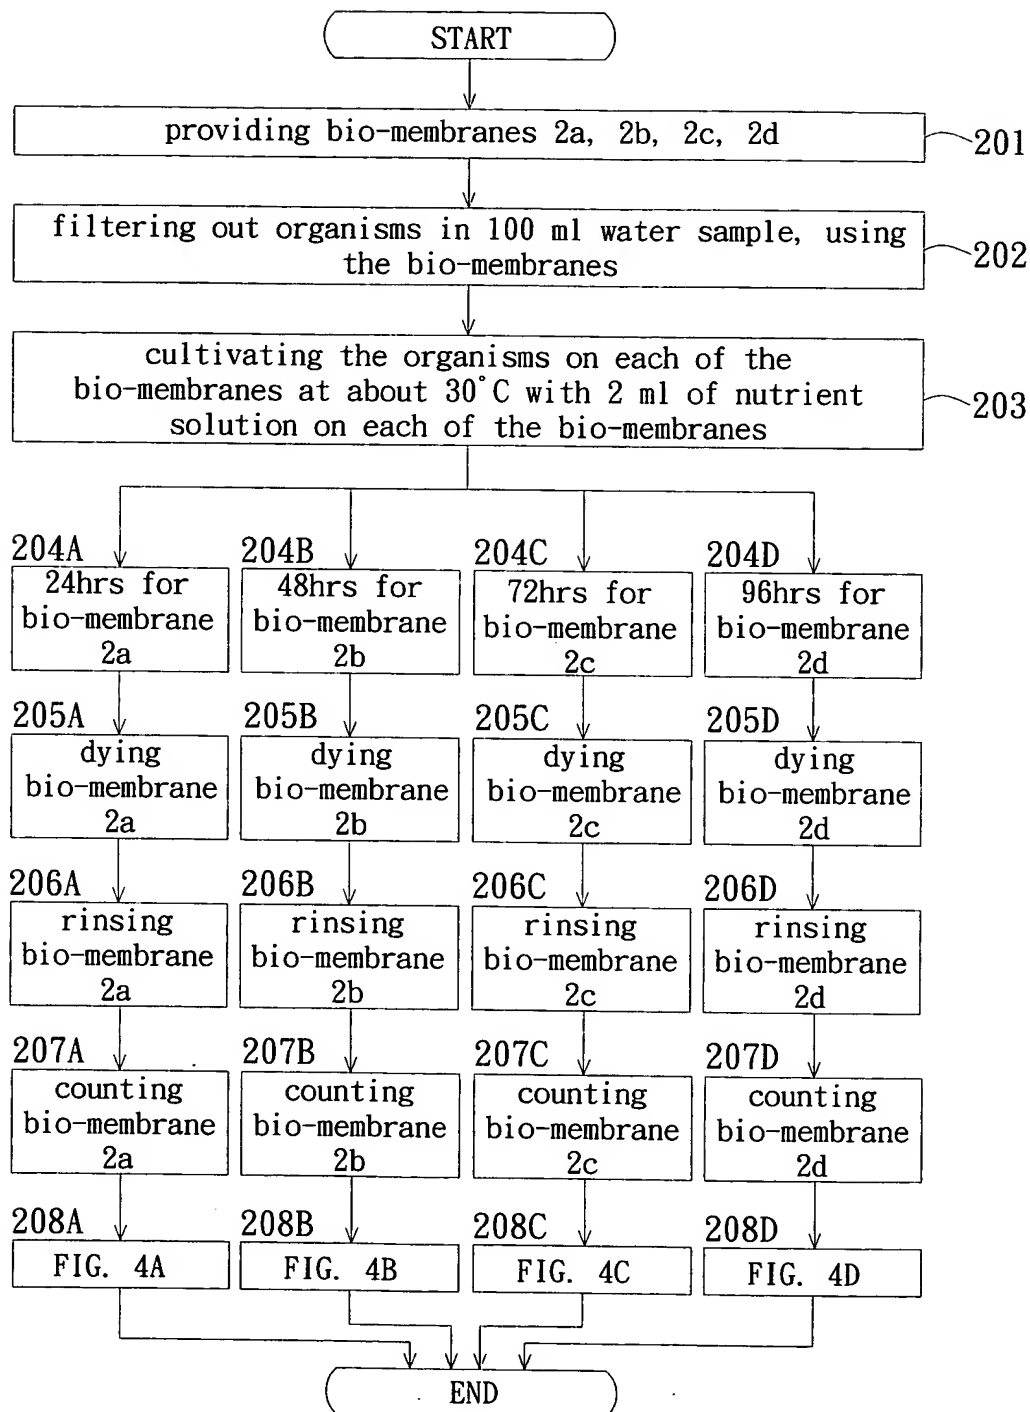 START
providing bio-membranes 2a, 2b, 2c, 2d
201
filtering out organisms in 100 ml water sample, using
the bio-membranes
202
cultivating the organisms on each of the
bio-membranes at about 30°C with 2 ml of nutrient
solution on each of the bio-membranes
203
204A
24hrs for
bio-membrane
2a
204B
48hrs for
bio-membrane
2b
204C
72hrs for
bio-membrane
2c
204D
96hrs for
bio-membrane
2d
205A
dying
bio-membrane
2a
205B
dying
bio-membrane
2b
205C
dying
bio-membrane
2c
205D
dying
bio-membrane
2d
206A
rinsing
bio-membrane
2a
206B
rinsing
bio-membrane
2b
206C
rinsing
bio-membrane
2c
206D
rinsing
bio-membrane
2d
207A
counting
bio-membrane
2a
207B
counting
bio-membrane
2b
207C
counting
bio-membrane
2c
207D
counting
bio-membrane
2d
208A
FIG. 4A
208B
FIG. 4B
208C
FIG. 4C
208D
FIG. 4D
END